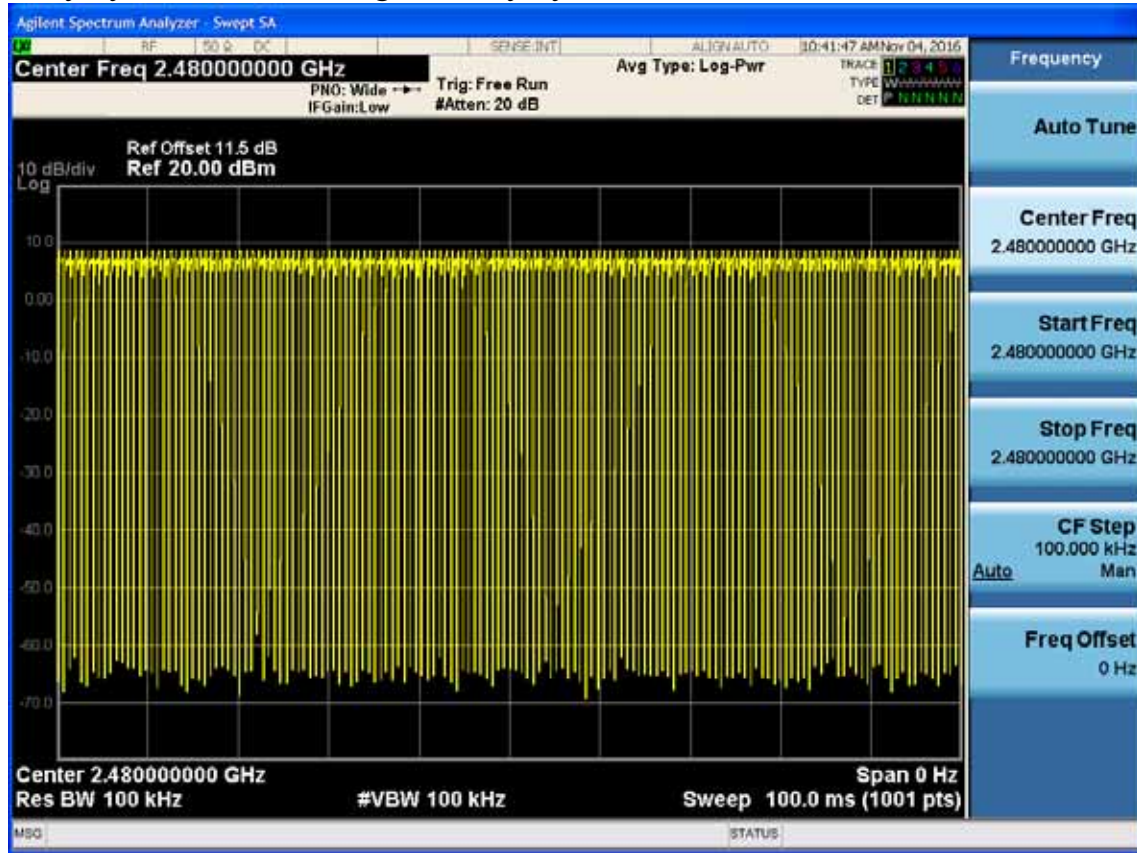 Agilent Spectrum Analyzer - Swept SA
RF 50 Ω DC SENSE:INT ALIGN AUTO 10:41:47 AM Nov 04, 2016
Center Freq 2.480000000 GHz Avg Type: Log-Pwr TRACE 1 2 3 4 5 6
PNO: Wide Trig: Free Run TYPE
IFGain:Low #Atten: 20 dB DET P N N N N N
Ref Offset 11.5 dB
10 dB/div Ref 20.00 dBm
Log
10.0
0.00
-10.0
-20.0
-30.0
-40.0
-50.0
-60.0
-70.0
Center 2.480000000 GHz Span 0 Hz
Res BW 100 kHz #VBW 100 kHz Sweep 100.0 ms (1001 pts)
MSG STATUS
Frequency
Auto Tune
Center Freq
2.480000000 GHz
Start Freq
2.480000000 GHz
Stop Freq
2.480000000 GHz
CF Step
100.000 kHz
Auto Man
Freq Offset
0 Hz